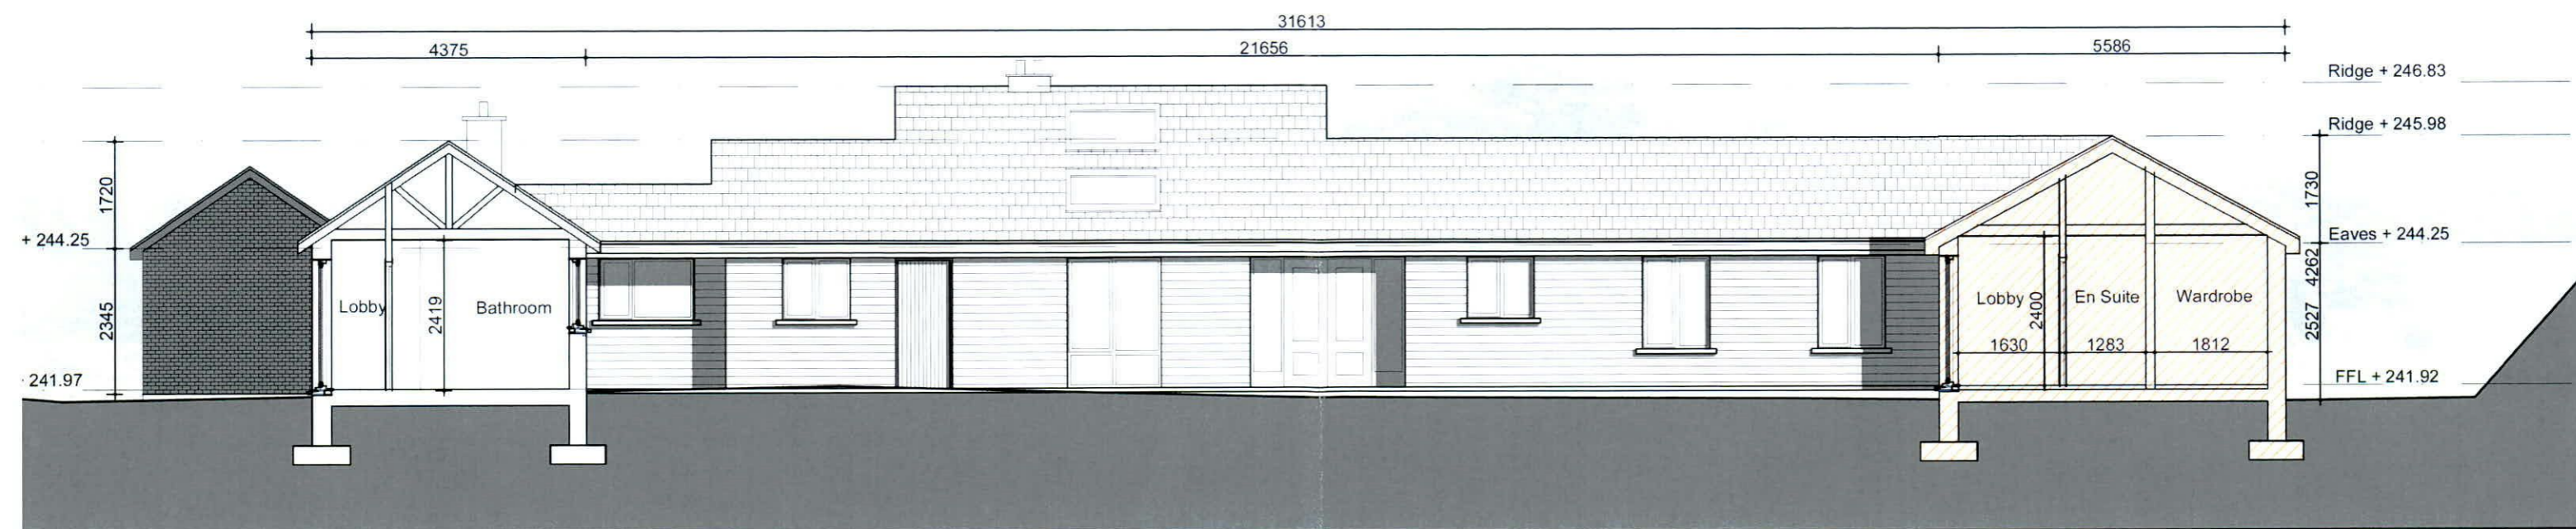 31613
4375 21656 5586
Ridge + 246.83
Ridge + 245.98
1720
1730
+ 244.25
Eaves + 244.25
4262
2345
2527
Lobby
2419
Bathroom
Lobby
2400
En Suite
Wardrobe
1630 1283 1812
241.97
FFL + 241.92